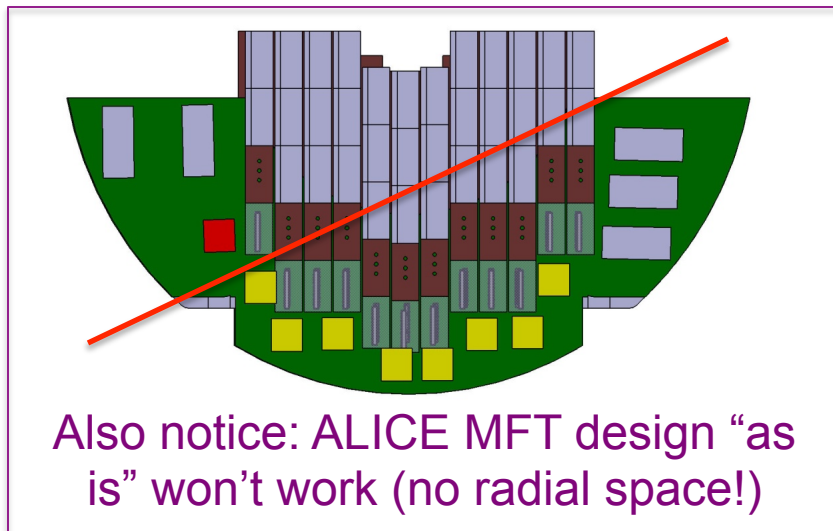 Also notice: ALICE MFT design “as
is” won’t work (no radial space!)